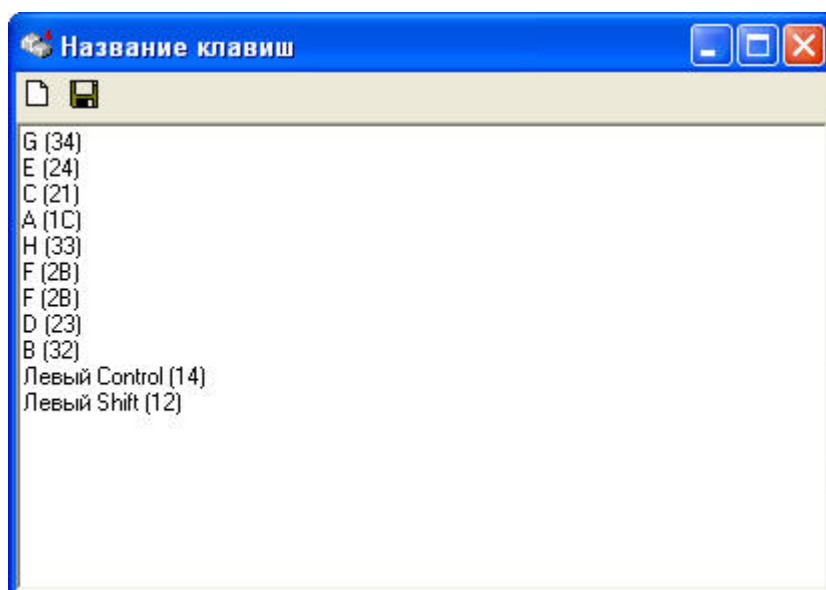 Название клавиш
G (34)
E (24)
C (21)
A (1C)
H (33)
F (2B)
F (2B)
D (23)
B (32)
Левый Control (14)
Левый Shift (12)